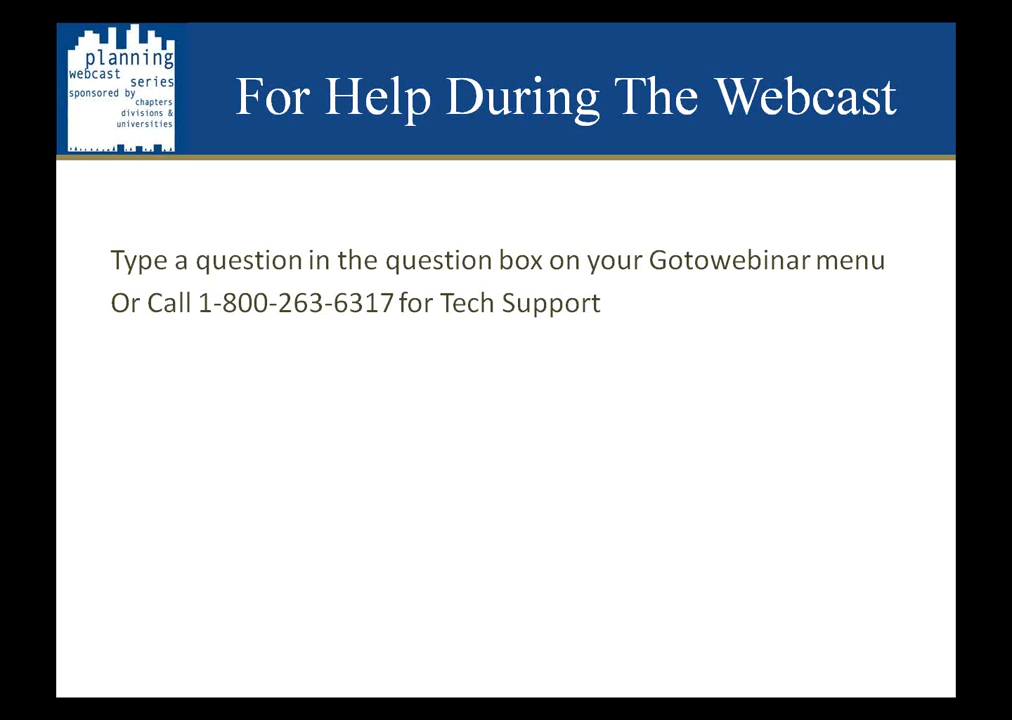 planning
webcast series
sponsored by
chapters
divisions &
universities
For Help During The Webcast
Type a question in the question box on your Gotowebinar menu
Or Call 1-800-263-6317 for Tech Support